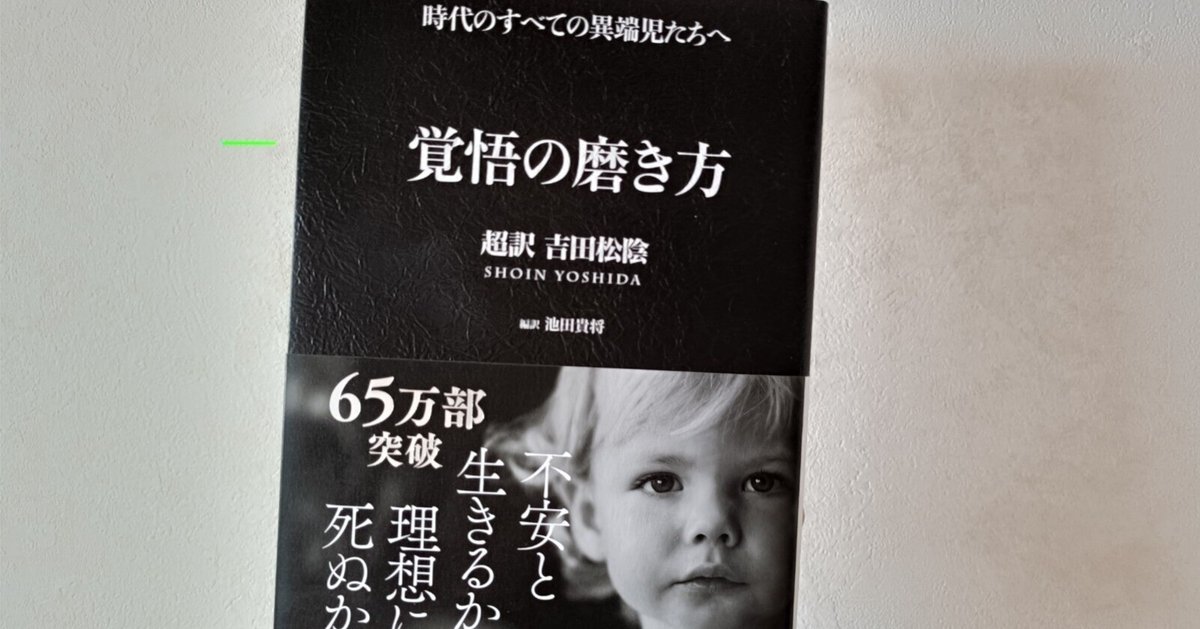 時代のすべての異端児たちへ
覚悟の磨き方
超訳 吉田松陰
SHOIN YOSHIDA
編訳 池田貴将
65万部
突破
不安と
生きるか
理想に
死ぬか